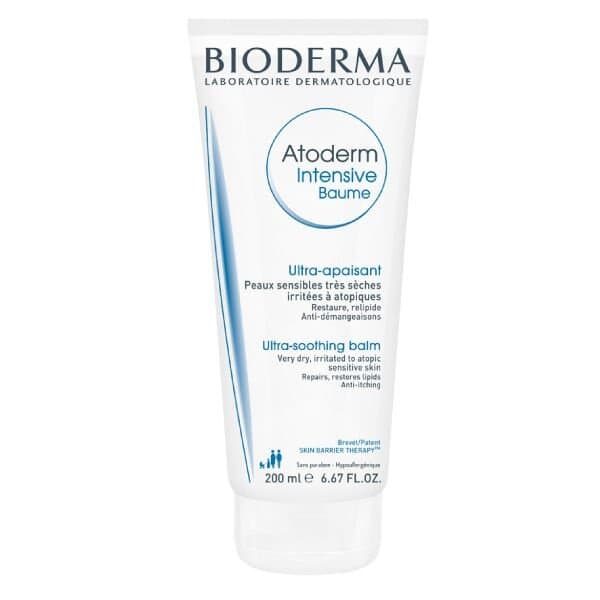 BIODERMA
LABORATOIRE DERMATOLOGIQUE
Atoderm
Intensive
Baume
Ultra-apaisant
Peaux sensibles très sèches
irritées à atopiques
Restaure, relipide
Anti-démangeaisons
Ultra-soothing balm
Very dry, irritated to atopic
sensitive skin
Repairs, restores lipids
Anti-itching
Brevet/Patent
SKIN BARRIER THERAPY™
Sans paraben - Hypoallergénique
200 ml ℮ 6.67 FL.OZ.